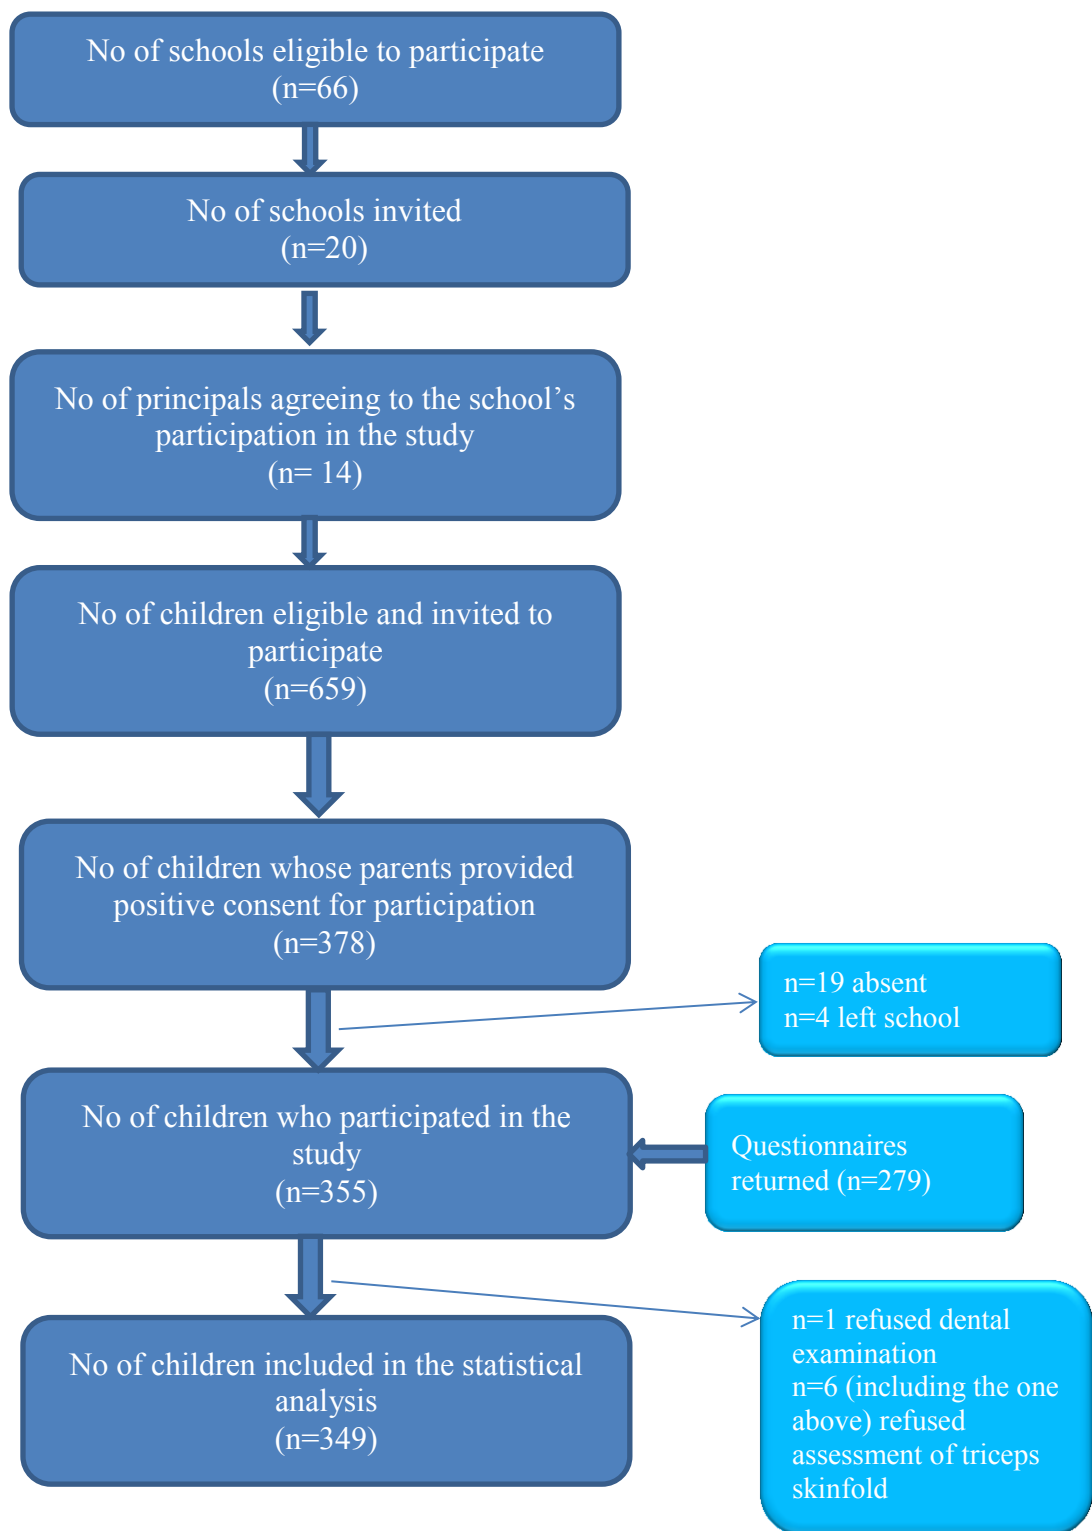 No of schools eligible to participate
(n=66)
No of schools invited
(n=20)
No of principals agreeing to the school’s
participation in the study
(n= 14)
No of children eligible and invited to
participate
(n=659)
No of children whose parents provided
positive consent for participation
(n=378)
n=19 absent
n=4 left school
No of children who participated in the
study
(n=355)
Questionnaires
returned (n=279)
No of children included in the statistical
analysis
(n=349)
n=1 refused dental
examination
n=6 (including the one
above) refused
assessment of triceps
skinfold